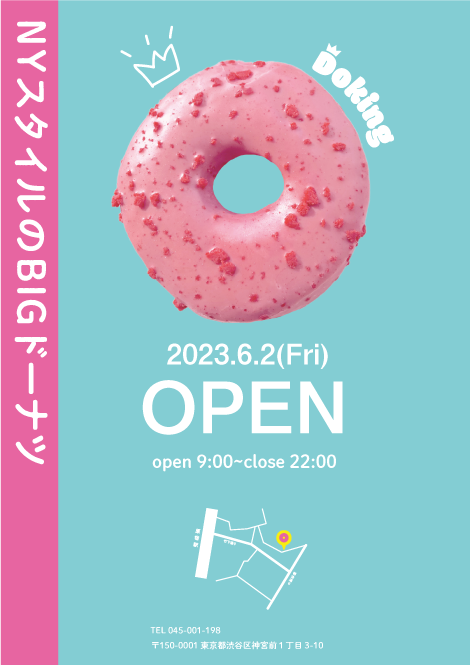 NYスタイルのBIGドーナツ
Doking
2023.6.2(Fri)
OPEN
open 9:00~close 22:00
TEL 045-001-198
〒150-0001 東京都渋谷区神宮前1丁目3-10